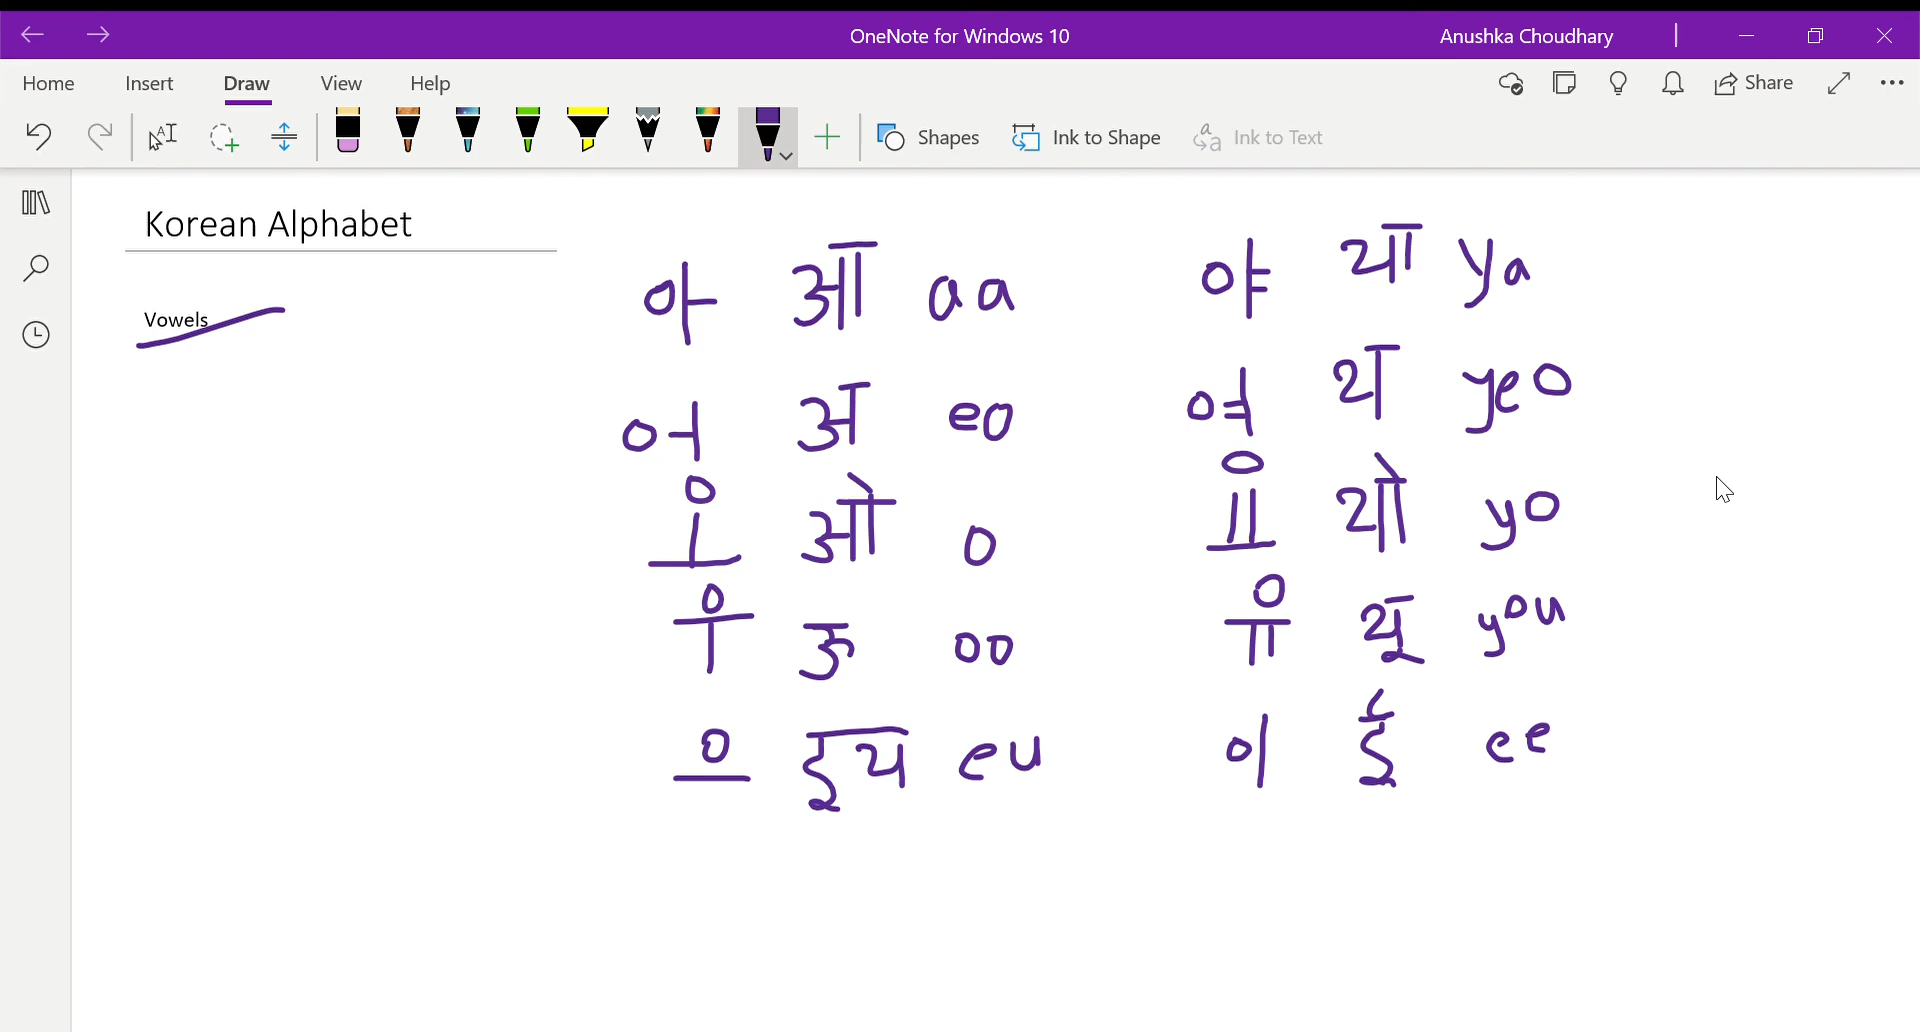 OneNote for Windows 10
Anushka Choudhary
Home Insert Draw View Help
Share
Shapes Ink to Shape Ink to Text
Korean Alphabet
Vowels
아 आ aa
어 अ eo
오 ओ o
우 ऊ oo
으 इय eu
야 या ya
여 य yeo
요 यो yo
유 यू you
이 ई ee